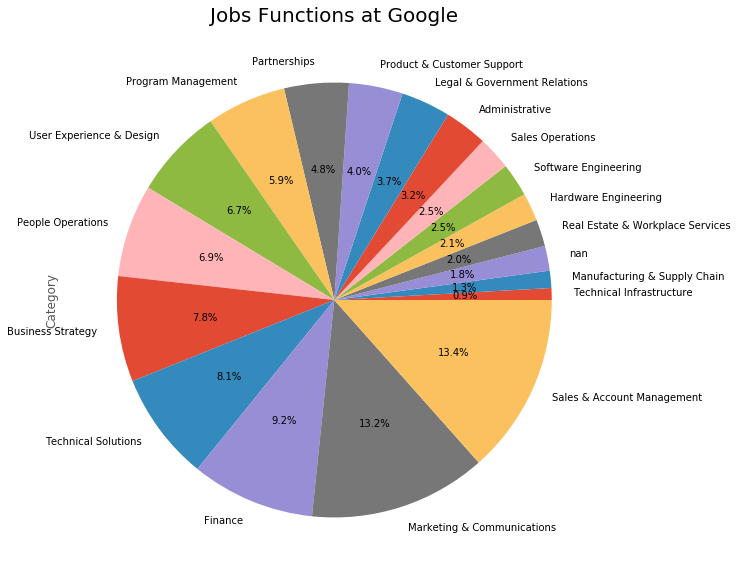 Jobs Functions at Google
Partnerships
Product & Customer Support
Program Management
Legal & Government Relations
Administrative
User Experience & Design
Sales Operations
Software Engineering
Hardware Engineering
People Operations
Real Estate & Workplace Services
nan
Manufacturing & Supply Chain
Technical Infrastructure
Category
Business Strategy
Sales & Account Management
Technical Solutions
Finance
Marketing & Communications
4.8%
4.0%
5.9%
3.7%
3.2%
6.7%
2.5%
2.5%
2.1%
6.9%
2.0%
1.8%
1.3%
0.9%
7.8%
13.4%
8.1%
9.2%
13.2%